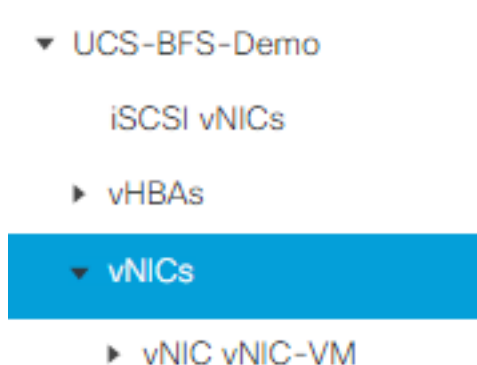 UCS-BFS-Demo
iSCSI vNICs
vHBAs
vNICs
vNIC vNIC-VM